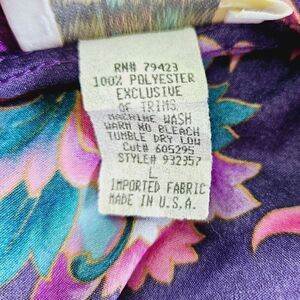 RN# 79423
100% POLYESTER
EXCLUSIVE
OF TRIMS
MACHINE WASH
WARM NO BLEACH
TUMBLE DRY LOW
Cut# 605295
STYLE# 932357
L
IMPORTED FABRIC
MADE IN U.S.A.